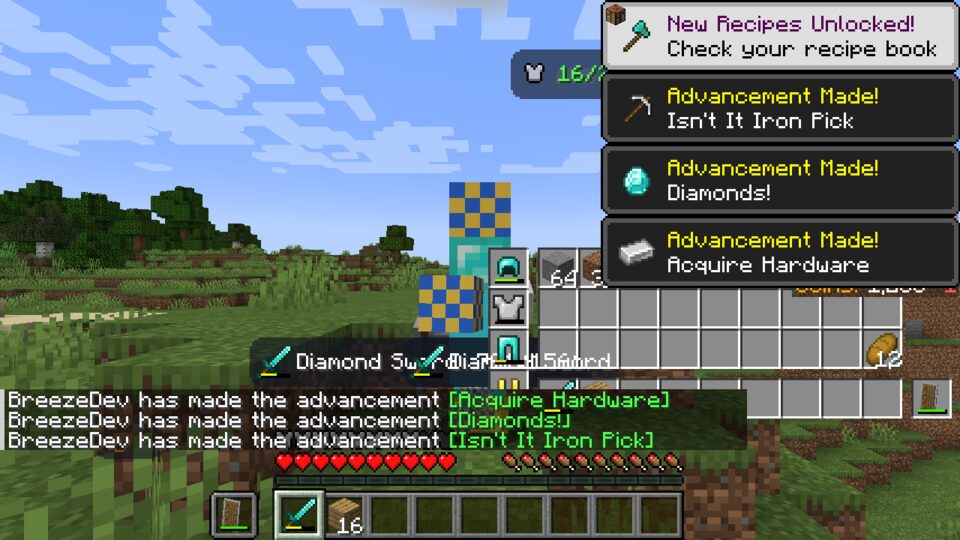 New Recipes Unlocked!
Check your recipe book
16/
Advancement Made!
Isn't It Iron Pick
Advancement Made!
Diamonds!
Advancement Made!
Acquire Hardware
64
12
Diamond
BreezeDev has made the advancement [Acquire Hardware]
BreezeDev has made the advancement [Diamonds!]
BreezeDev has made the advancement [Isn't It Iron Pick]
16